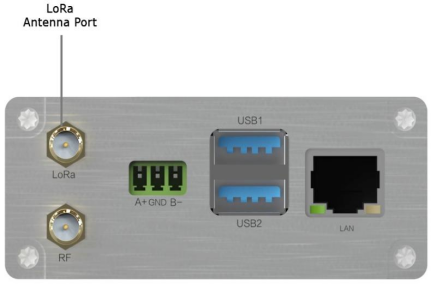 LoRa
Antenna Port
USB1
LoRa
A+ GND B-
USB2
LAN
RF